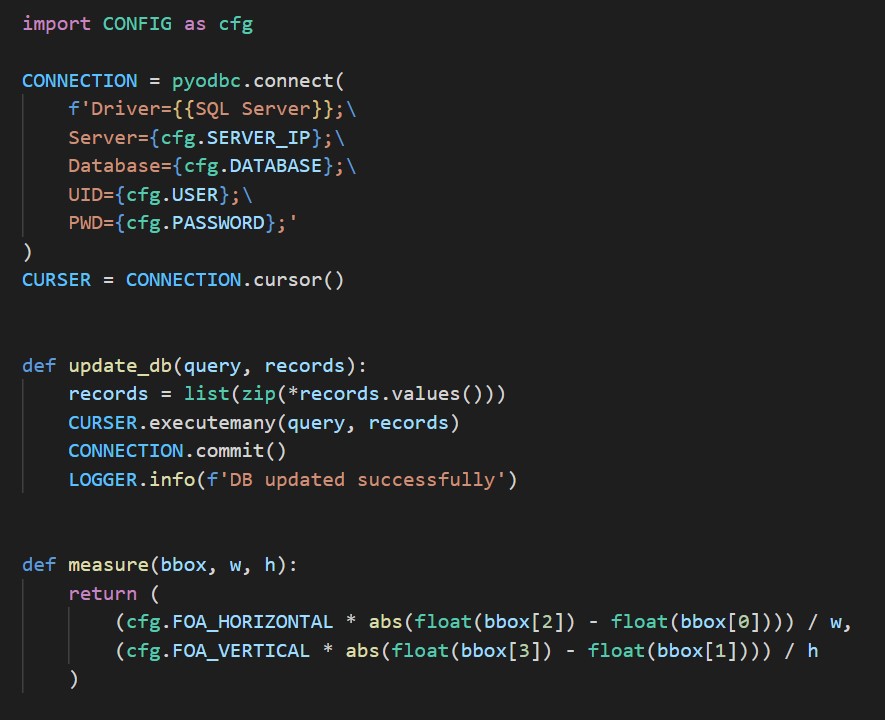 import CONFIG as cfg
CONNECTION = pyodbc.connect(
f'Driver={{SQL Server}};\
Server={cfg.SERVER_IP};\
Database={cfg.DATABASE};\
UID={cfg.USER};\
PWD={cfg.PASSWORD};'
)
CURSER = CONNECTION.cursor()
def update_db(query, records):
records = list(zip(*records.values()))
CURSER.executemany(query, records)
CONNECTION.commit()
LOGGER.info(f'DB updated successfully')
def measure(bbox, w, h):
return (
(cfg.FOA_HORIZONTAL * abs(float(bbox[2]) - float(bbox[0]))) / w,
(cfg.FOA_VERTICAL * abs(float(bbox[3]) - float(bbox[1]))) / h
)